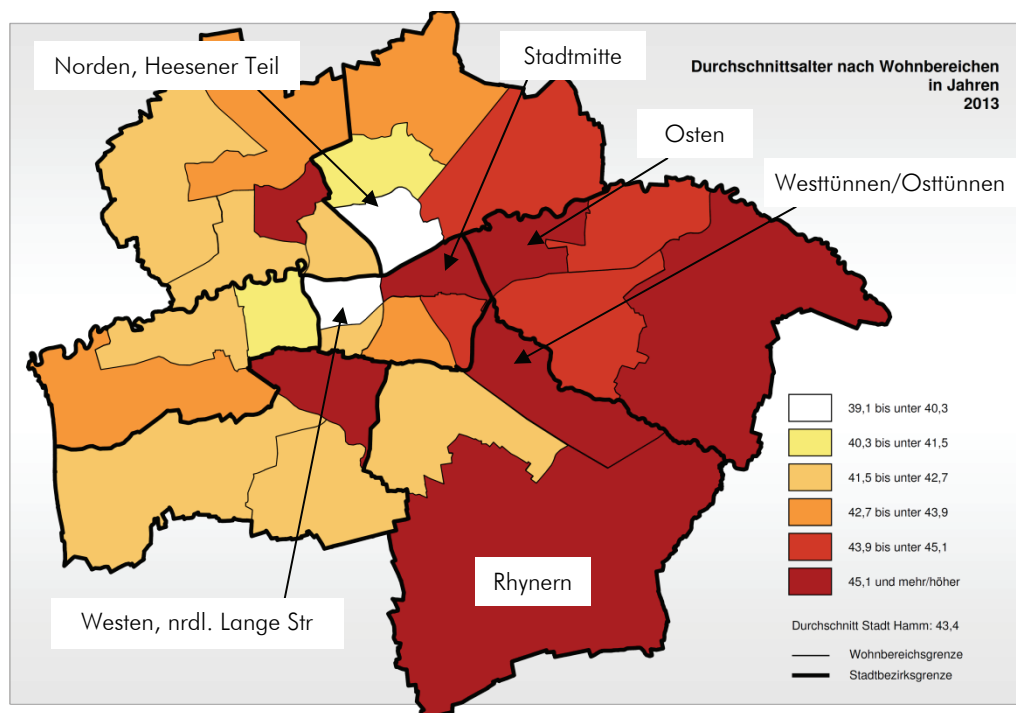 Norden, Heesener Teil
Stadtmitte
Durchschnittsalter nach Wohnbereichen
in Jahren
2013
Osten
Westtünnen/Osttünnen
39,1 bis unter 40,3
40,3 bis unter 41,5
41,5 bis unter 42,7
42,7 bis unter 43,9
43,9 bis unter 45,1
45,1 und mehr/höher
Rhynern
Westen, nrdl. Lange Str
Durchschnitt Stadt Hamm: 43,4
Wohnbereichsgrenze
Stadtbezirksgrenze